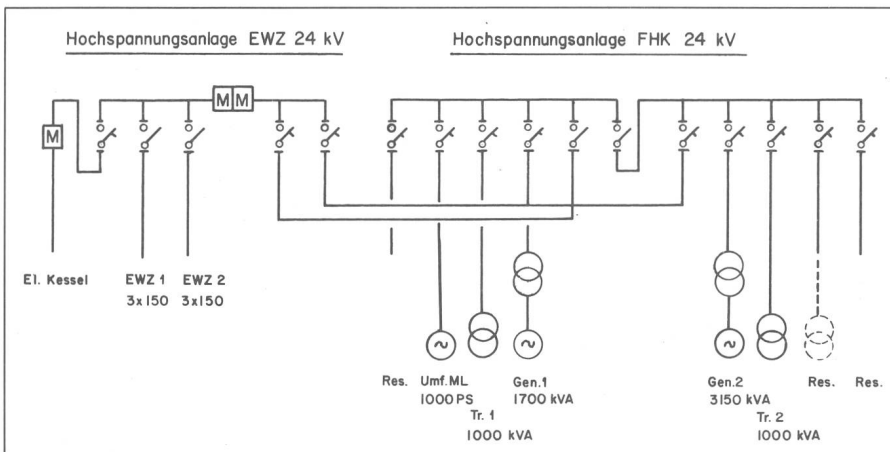 Hochspannungsanlage EWZ 24 kV
Hochspannungsanlage FHK 24 kV
M M
M
El. Kessel
EWZ 1
3x150
EWZ 2
3x150
Res.
Umf. ML
1000 PS
Tr. 1
1000 kVA
Gen.1
1700 kVA
Gen.2
3150 kVA
Tr. 2
1000 kVA
Res.
Res.